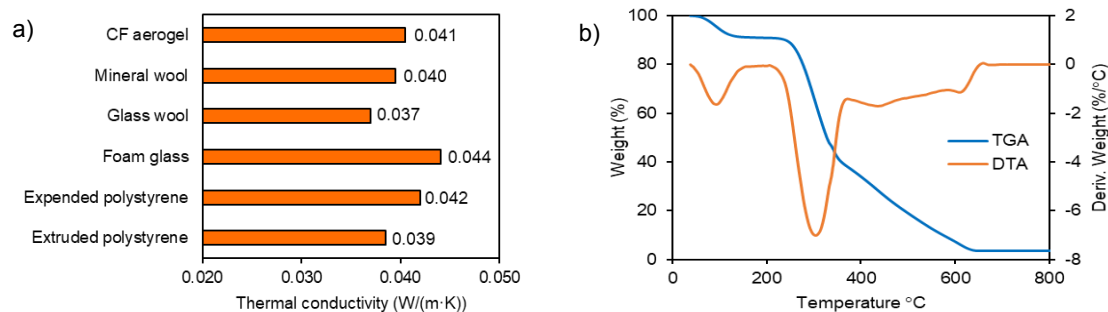 a)
CF aerogel
Mineral wool
Glass wool
Foam glass
Expended polystyrene
Extruded polystyrene
0.041
0.040
0.037
0.044
0.042
0.039
0.020 0.030 0.040 0.050
Thermal conductivity (W/(m·K))
b)
Weight (%)
100
80
60
40
20
0
0 200 400 600 800
Temperature °C
TGA
DTA
2
0
-2
-4
-6
-8
Deriv. Weight (%/°C)